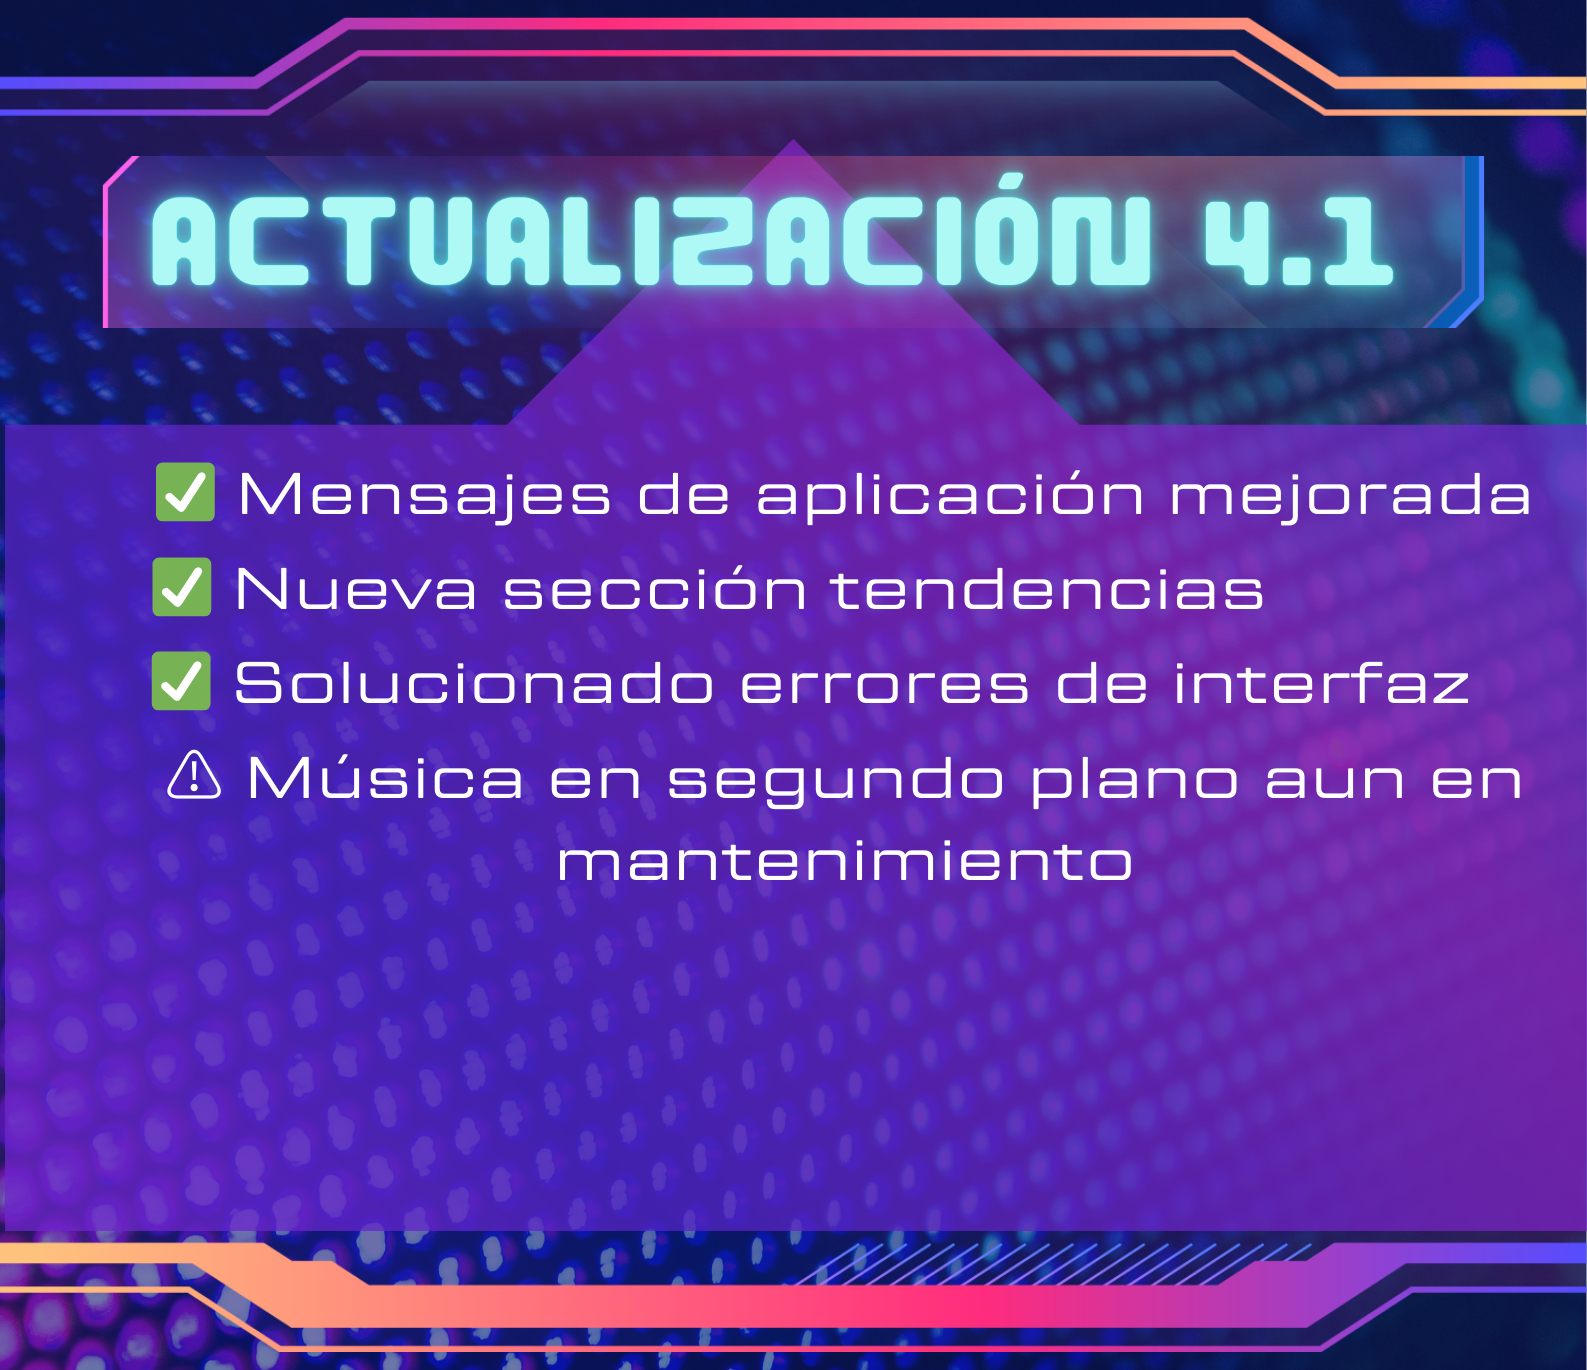 ACTUALIZACIÓN 4.1
✅ Mensajes de aplicación mejorada
✅ Nueva sección tendencias
✅ Solucionado errores de interfaz
⚠ Música en segundo plano aun en
mantenimiento